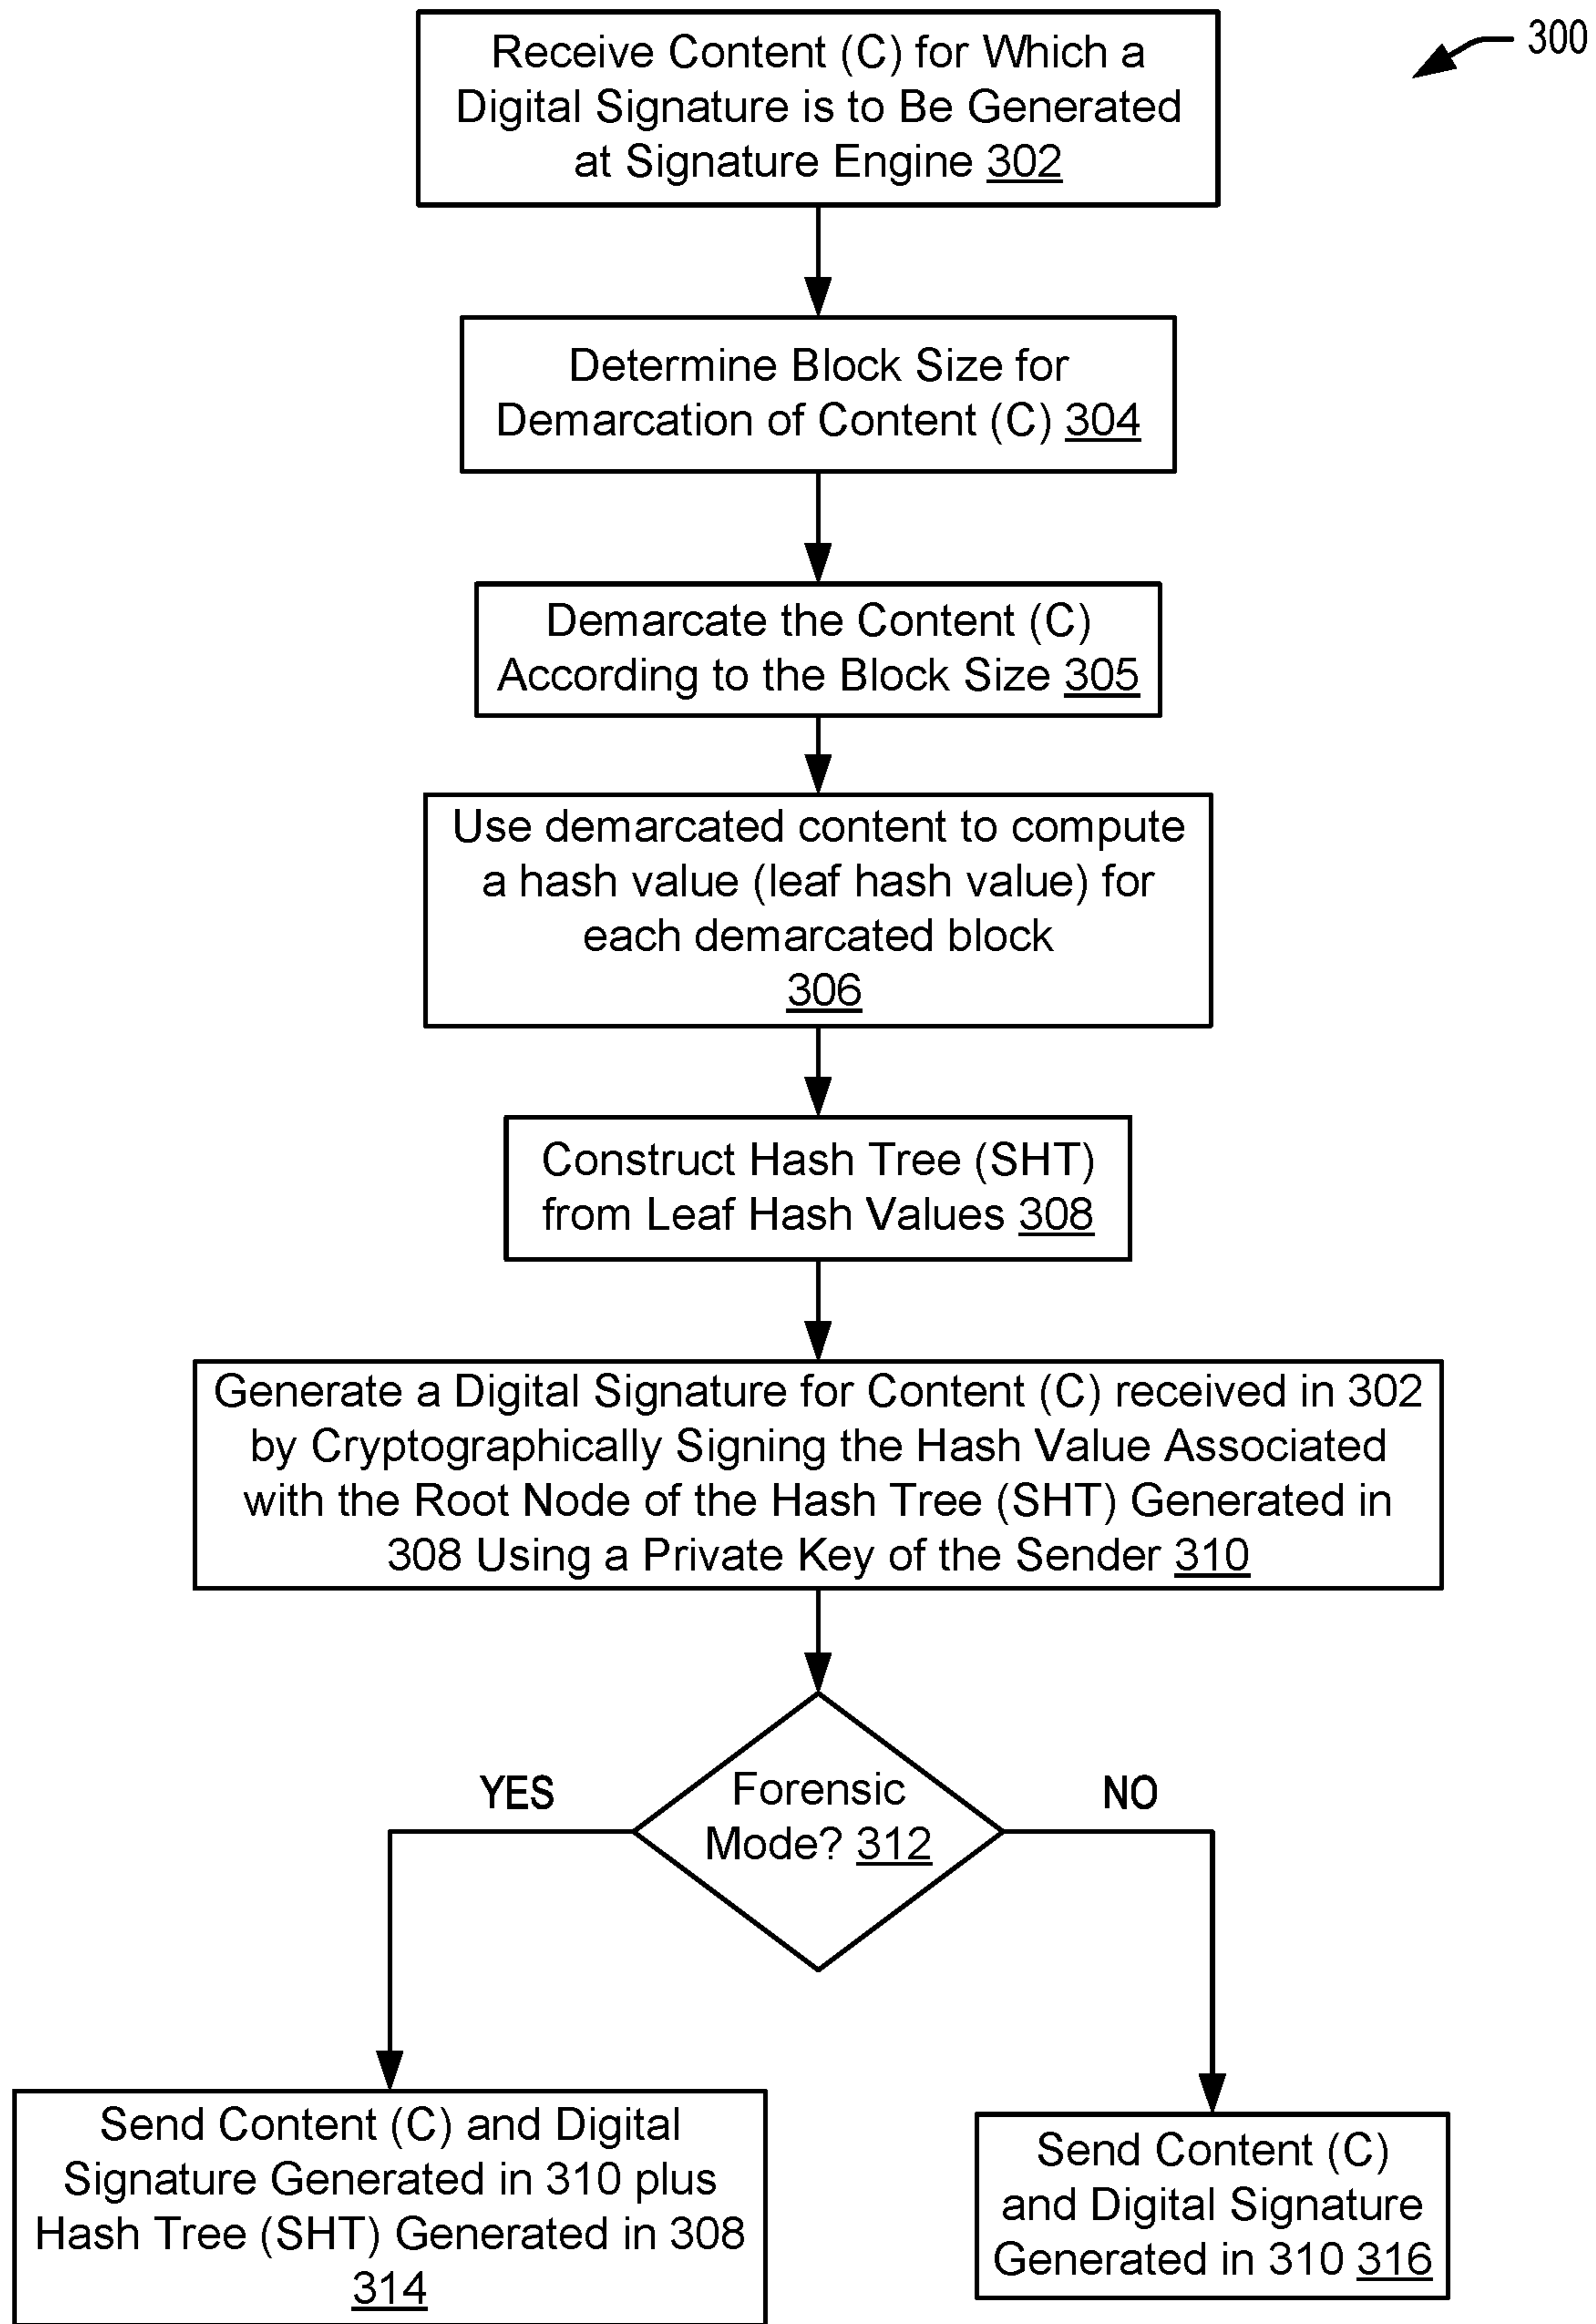 300
Receive Content (C) for Which a
Digital Signature is to Be Generated
at Signature Engine 302
Determine Block Size for
Demarcation of Content (C) 304
Demarcate the Content (C)
According to the Block Size 305
Use demarcated content to compute
a hash value (leaf hash value) for
each demarcated block
306
Construct Hash Tree (SHT)
from Leaf Hash Values 308
Generate a Digital Signature for Content (C) received in 302
by Cryptographically Signing the Hash Value Associated
with the Root Node of the Hash Tree (SHT) Generated in
308 Using a Private Key of the Sender 310
YES
Forensic
Mode? 312
NO
Send Content (C) and Digital
Signature Generated in 310 plus
Hash Tree (SHT) Generated in 308
314
Send Content (C)
and Digital Signature
Generated in 310 316